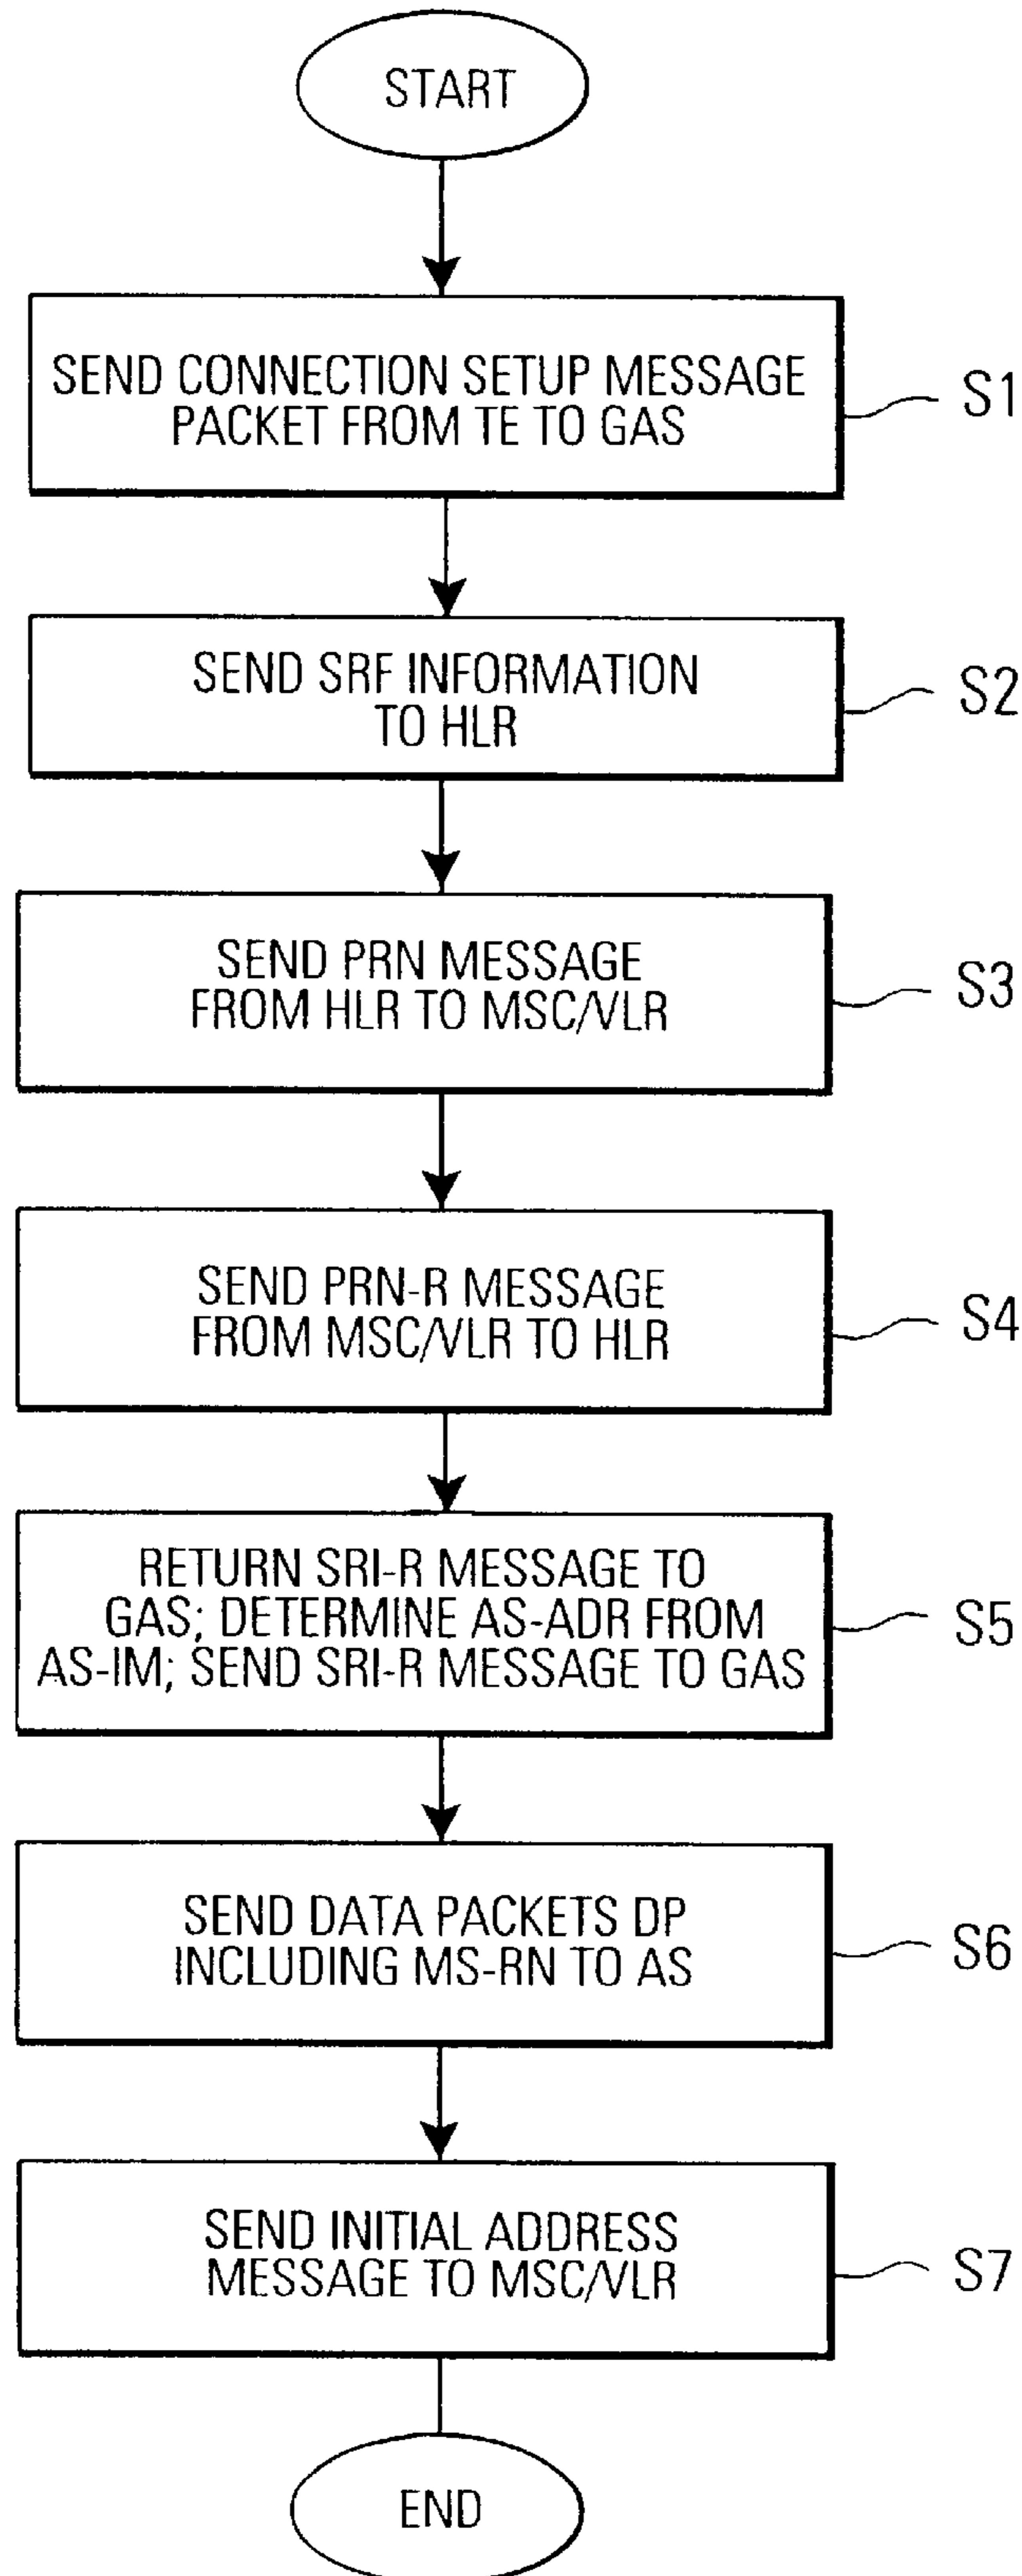 START
SEND CONNECTION SETUP MESSAGE
PACKET FROM TE TO GAS
S1
SEND SRF INFORMATION
TO HLR
S2
SEND PRN MESSAGE
FROM HLR TO MSC/VLR
S3
SEND PRN-R MESSAGE
FROM MSC/VLR TO HLR
S4
RETURN SRI-R MESSAGE TO
GAS; DETERMINE AS-ADR FROM
AS-IM; SEND SRI-R MESSAGE TO GAS
S5
SEND DATA PACKETS DP
INCLUDING MS-RN TO AS
S6
SEND INITIAL ADDRESS
MESSAGE TO MSC/VLR
S7
END